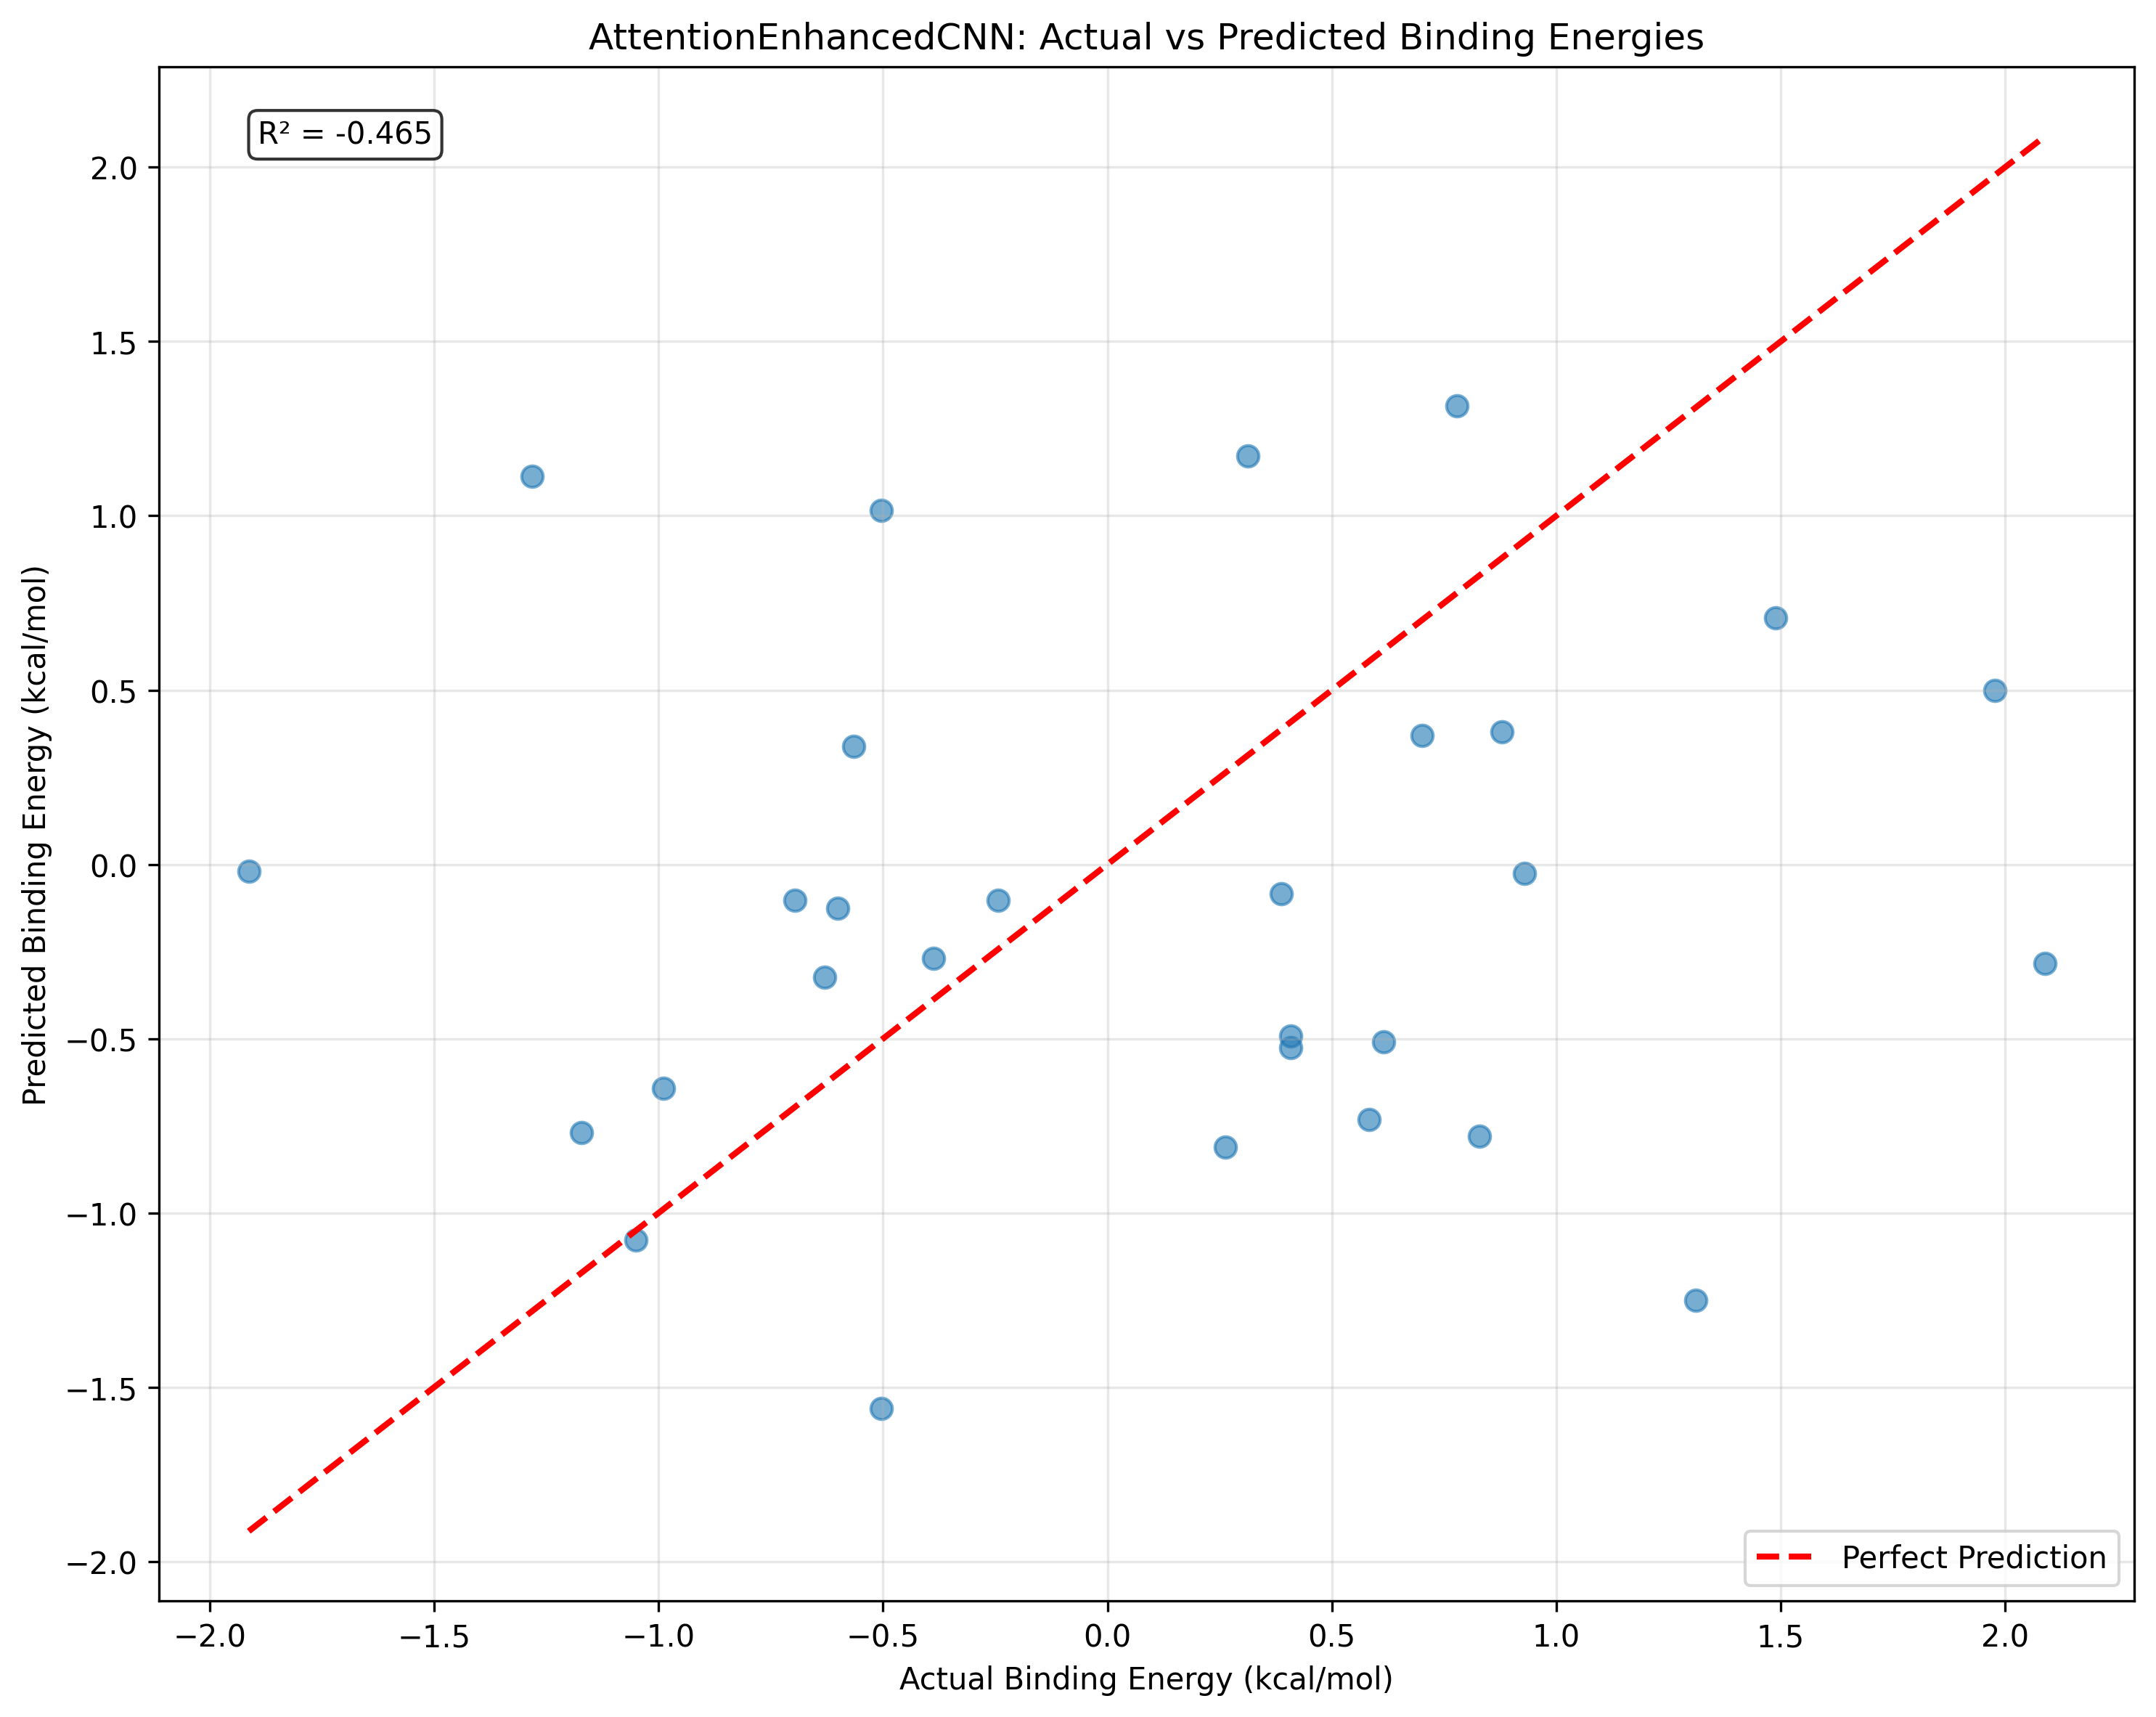 AttentionEnhancedCNN: Actual vs Predicted Binding Energies
R² = -0.465
2.0
1.5
1.0
0.5
0.0
−0.5
−1.0
−1.5
−2.0
Predicted Binding Energy (kcal/mol)
Perfect Prediction
−2.0 −1.5 −1.0 −0.5 0.0 0.5 1.0 1.5 2.0
Actual Binding Energy (kcal/mol)